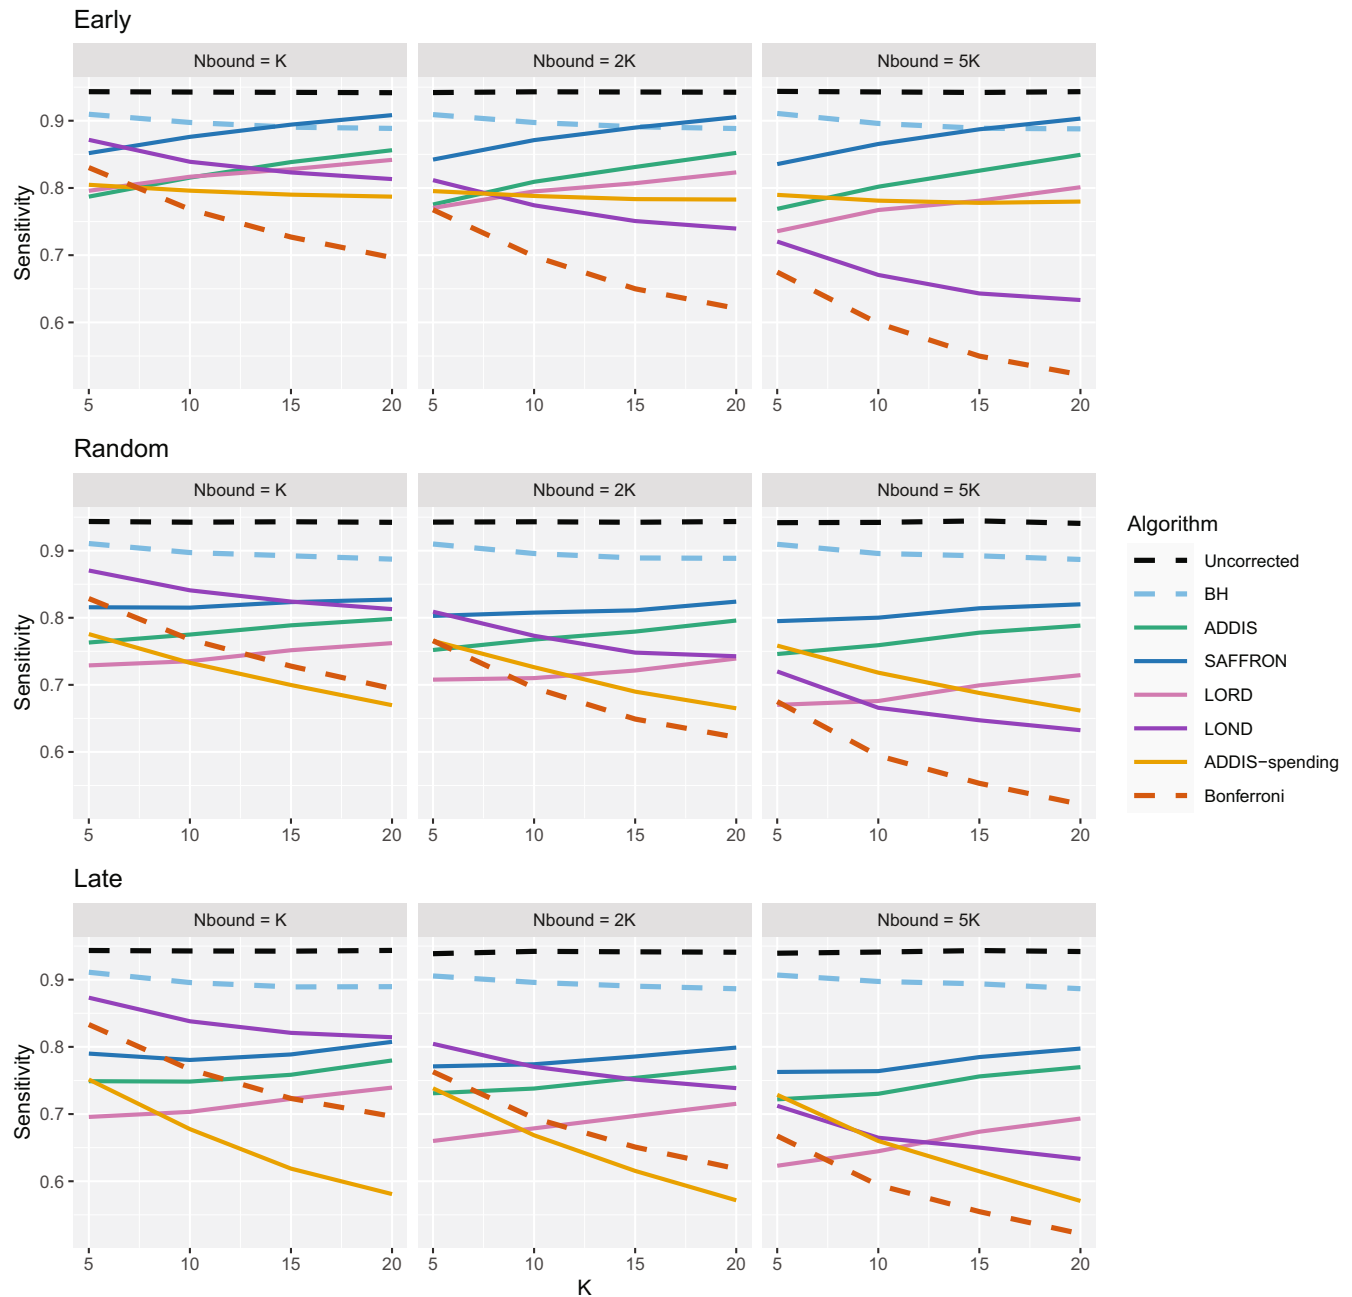 Early
Nbound = K
Nbound = 2K
Nbound = 5K
Sensitivity
0.9
0.8
0.7
0.6
5 10 15 20
5 10 15 20
5 10 15 20
Random
Nbound = K
Nbound = 2K
Nbound = 5K
Sensitivity
0.9
0.8
0.7
0.6
5 10 15 20
5 10 15 20
5 10 15 20
Algorithm
Uncorrected
BH
ADDIS
SAFFRON
LORD
LOND
ADDIS−spending
Bonferroni
Late
Nbound = K
Nbound = 2K
Nbound = 5K
Sensitivity
0.9
0.8
0.7
0.6
5 10 15 20
5 10 15 20
5 10 15 20
K